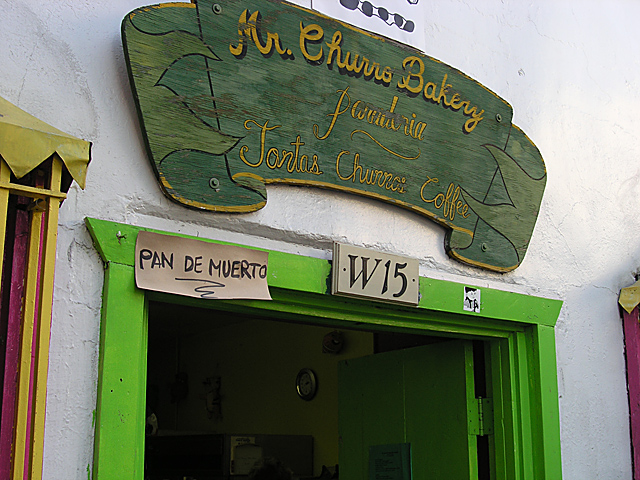 Mr. Churro Bakery
Panaderia
Tortas Churros Coffee
PAN DE MUERTO
W15